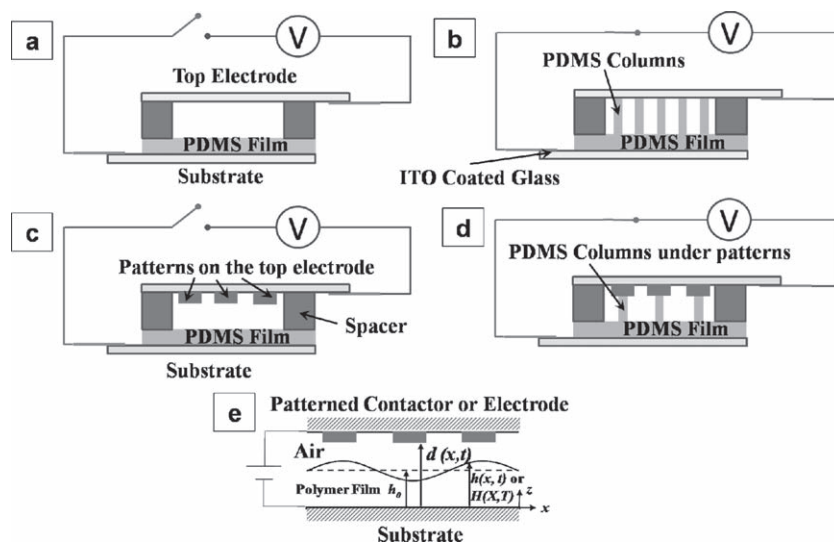 a
V
Top Electrode
PDMS Film
Substrate
b
V
PDMS Columns
PDMS Film
ITO Coated Glass
c
V
Patterns on the top electrode
Spacer
PDMS Film
Substrate
d
V
PDMS Columns under patterns
PDMS Film
e
Patterned Contactor or Electrode
Air
d (x,t)
Polymer Film h₀
h(x, t) or
H(X,T)
z
x
Substrate